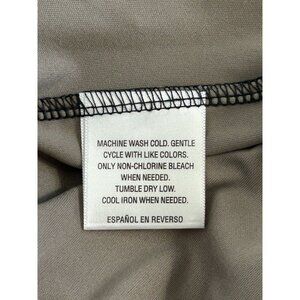 MACHINE WASH COLD. GENTLE
CYCLE WITH LIKE COLORS.
ONLY NON-CHLORINE BLEACH
WHEN NEEDED.
TUMBLE DRY LOW.
COOL IRON WHEN NEEDED.
ESPAÑOL EN REVERSO